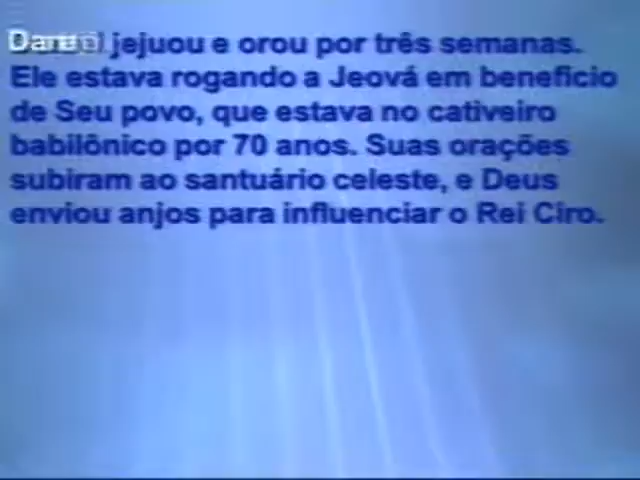 Daniel jejuou e orou por três semanas.
Ele estava rogando a Jeová em beneficio
de Seu povo, que estava no cativeiro
babilônico por 70 anos. Suas orações
subiram ao santuário celeste, e Deus
enviou anjos para influenciar o Rei Ciro.